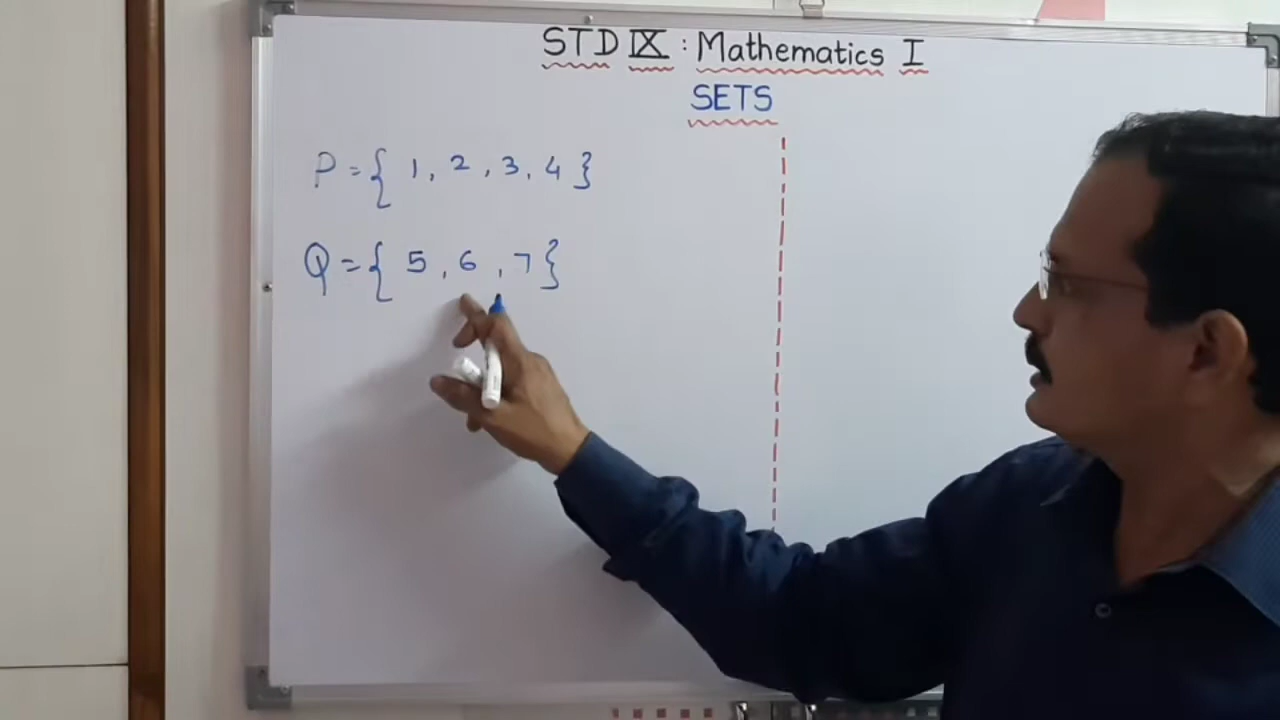 STD IX : Mathematics I
SETS
P = { 1, 2, 3, 4 }
Q = { 5, 6, 7 }